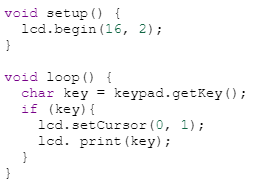 void setup() {
  lcd.begin(16, 2);
}

void loop() {
  char key = keypad.getKey();
  if (key){
    lcd.setCursor(0, 1);
    lcd. print(key);
  }
}